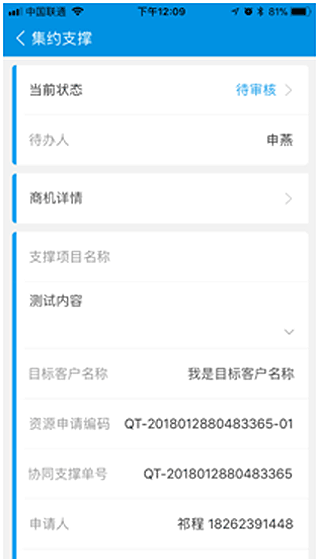 中国联通 下午12:09 81%
集约支撑
当前状态 待审核
待办人 申燕
商机详情
支撑项目名称
测试内容
目标客户名称 我是目标客户名称
资源申请编码 QT-2018012880483365-01
协同支撑单号 QT-2018012880483365
申请人 祁程 18262391448